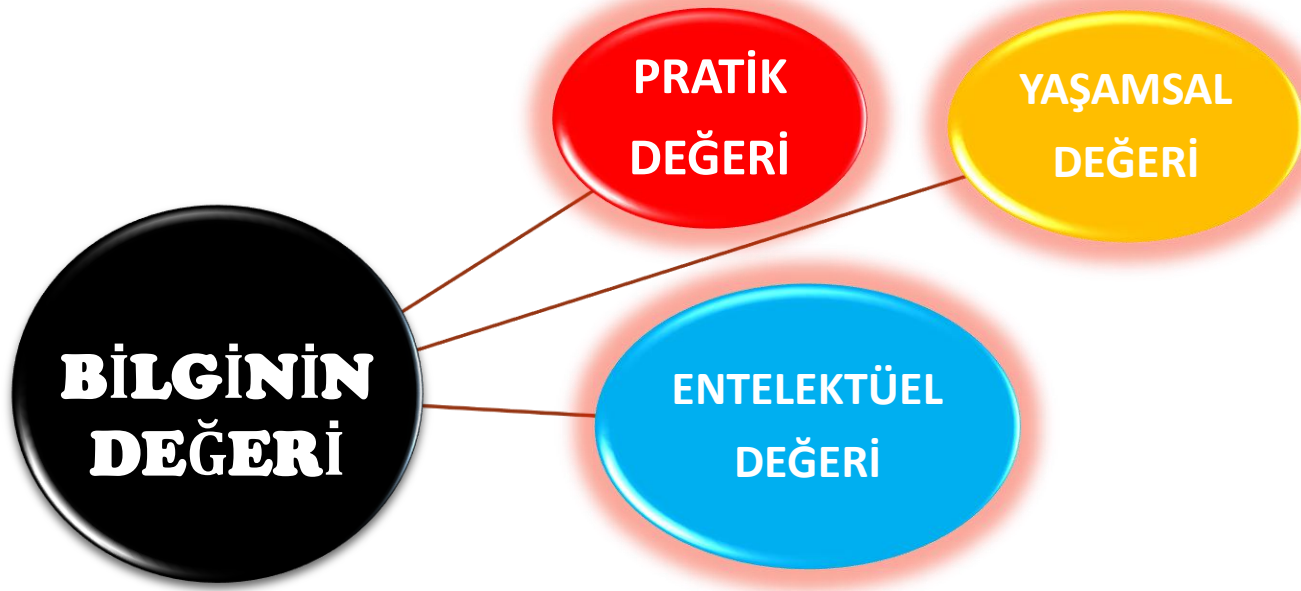 PRATİK
DEĞERİ
YAŞAMSAL
DEĞERİ
BİLGİNİN
DEĞERİ
ENTELEKTÜEL
DEĞERİ